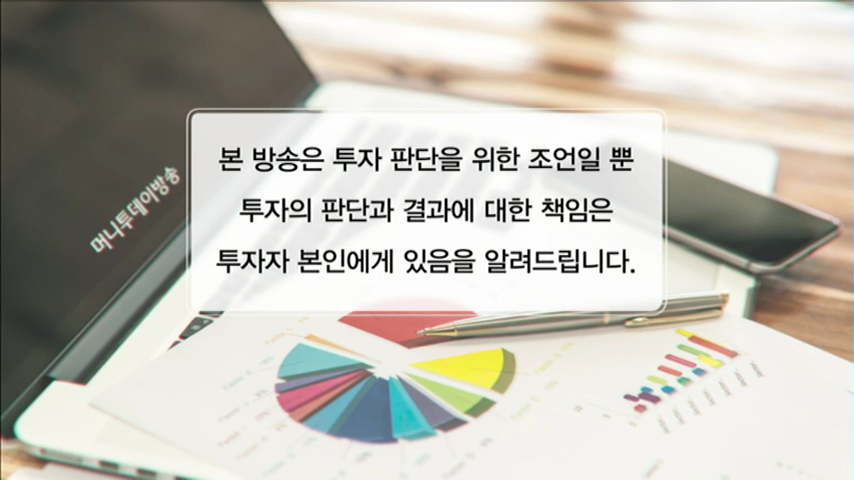 본 방송은 투자 판단을 위한 조언일 뿐
투자의 판단과 결과에 대한 책임은
투자자 본인에게 있음을 알려드립니다.
머니투데이방송